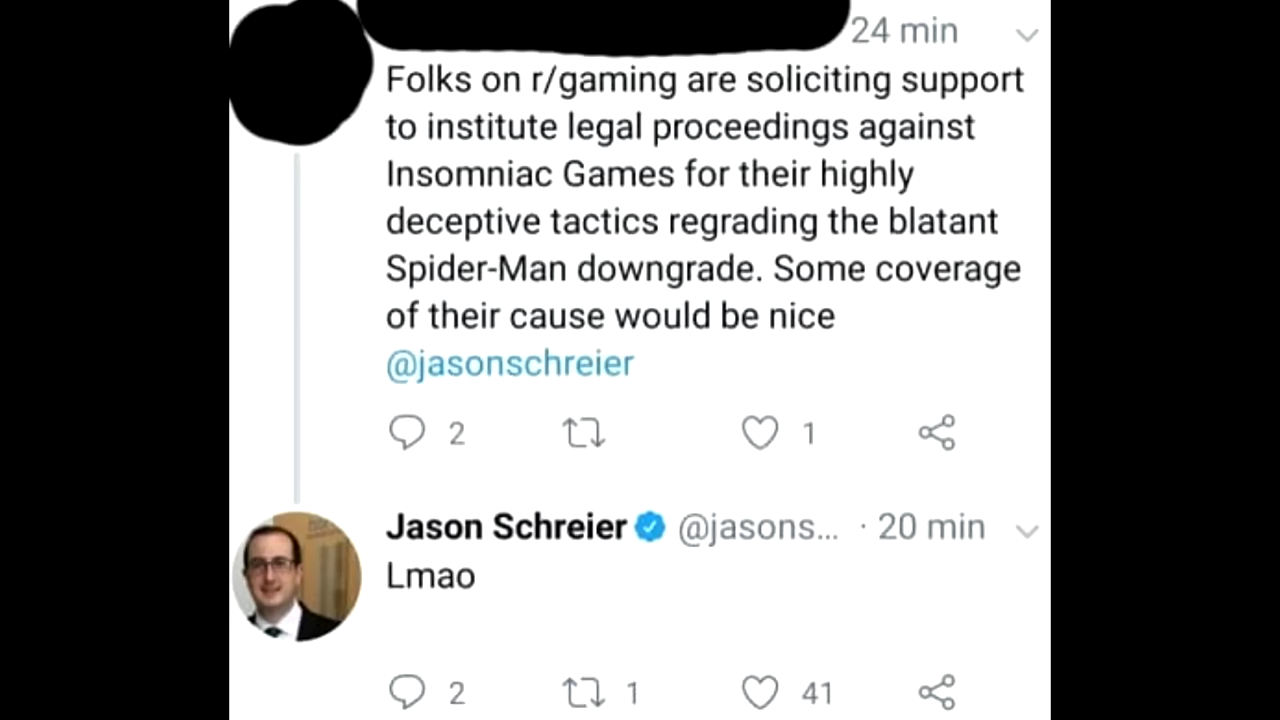 24 min
Folks on r/gaming are soliciting support
to institute legal proceedings against
Insomniac Games for their highly
deceptive tactics regrading the blatant
Spider-Man downgrade. Some coverage
of their cause would be nice
@jasonschreier
2 1
Jason Schreier @jasons... · 20 min
Lmao
2 1 41